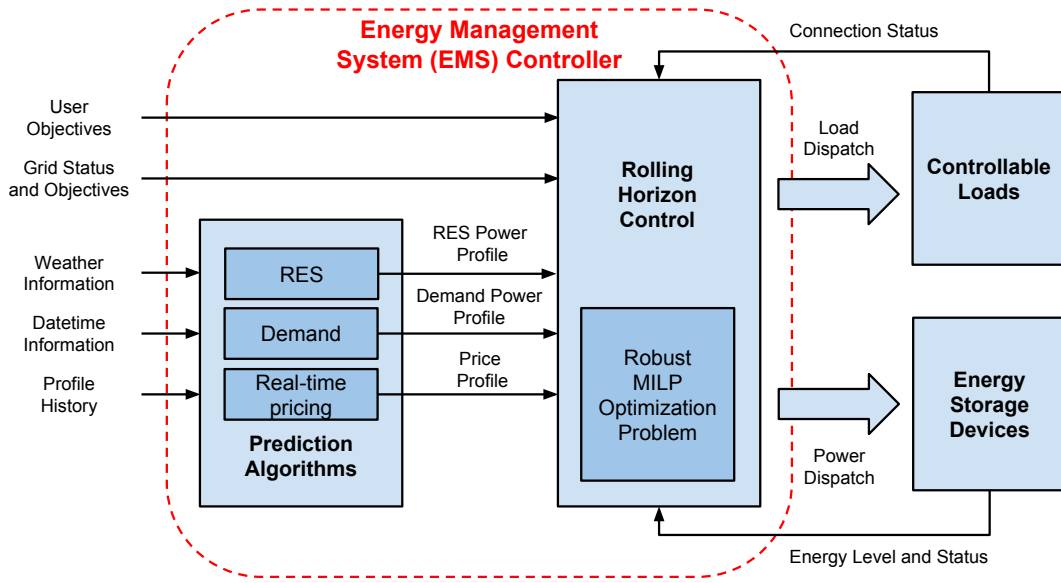 Energy Management
System (EMS) Controller
Connection Status
User
Objectives
Grid Status
and Objectives
Weather
Information
Datetime
Information
Profile
History
RES
Demand
Real-time
pricing
Prediction
Algorithms
RES Power
Profile
Demand Power
Profile
Price
Profile
Rolling
Horizon
Control
Robust
MILP
Optimization
Problem
Load
Dispatch
Controllable
Loads
Energy
Storage
Devices
Power
Dispatch
Energy Level and Status